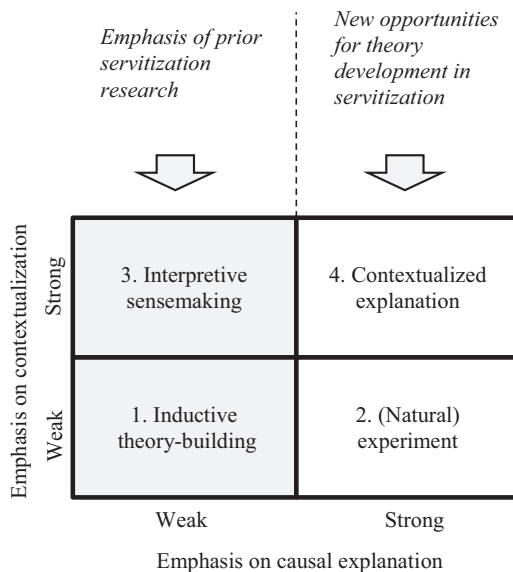 Emphasis of prior
servitization
research
New opportunities
for theory
development in
servitization
Emphasis on contextualization
Strong
Weak
3. Interpretive
sensemaking
4. Contextualized
explanation
1. Inductive
theory-building
2. (Natural)
experiment
Weak
Strong
Emphasis on causal explanation